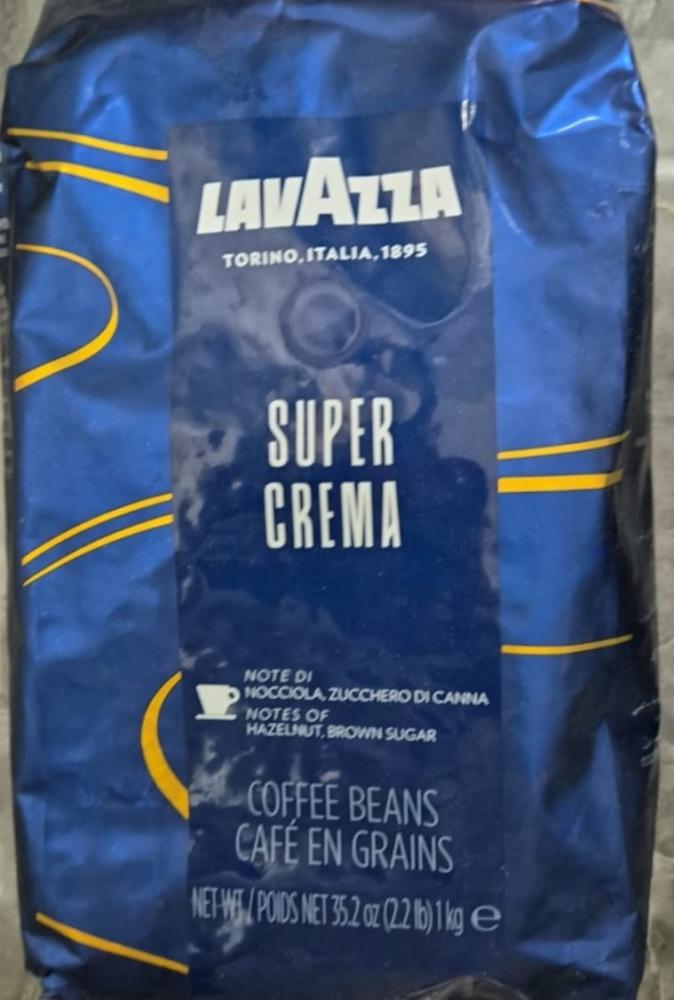 LAVAZZA
TORINO, ITALIA, 1895
SUPER
CREMA
NOTE DI
NOCCIOLA, ZUCCHERO DI CANNA
NOTES OF
HAZELNUT, BROWN SUGAR
COFFEE BEANS
CAFÉ EN GRAINS
NET WT / POIDS NET 35.2 oz (2.2 lb) 1 kg ℮